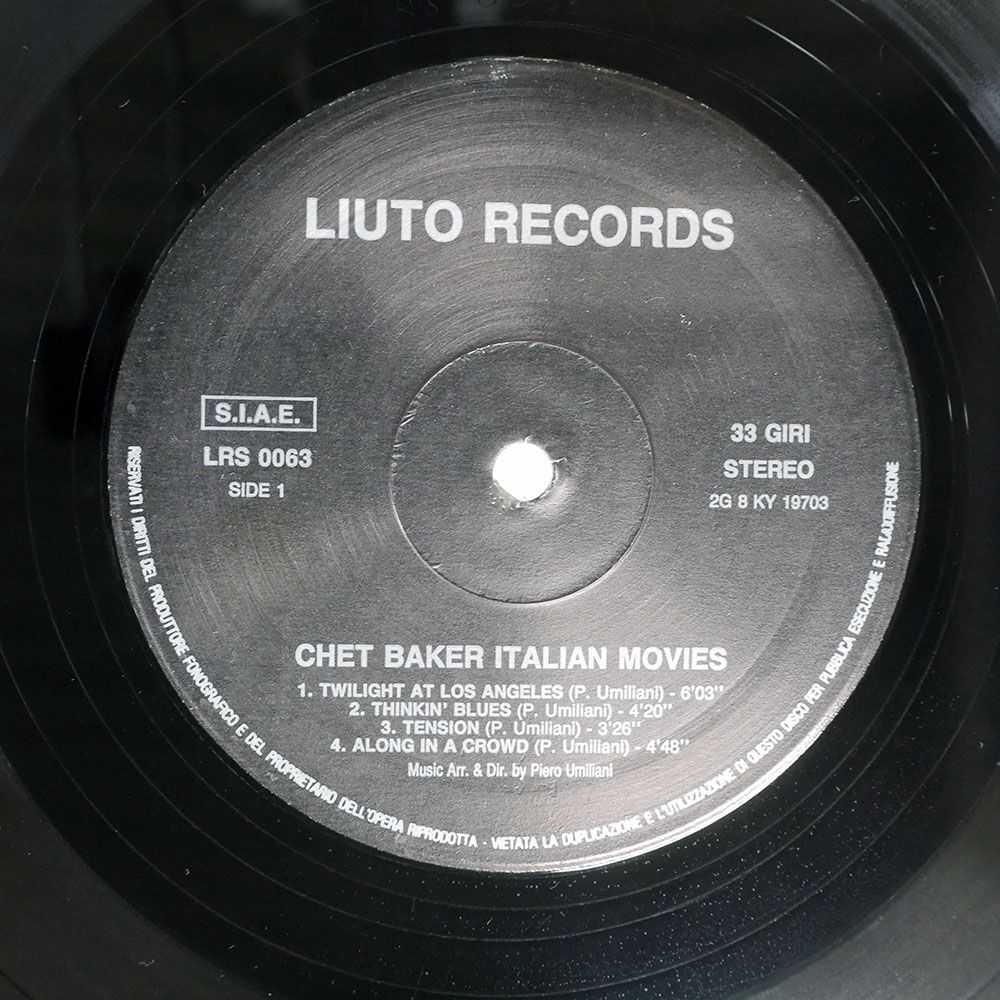 LIUTO RECORDS
S.I.A.E.
LRS 0063
SIDE 1
33 GIRI
STEREO
2G 8 KY 19703
CHET BAKER ITALIAN MOVIES
1. TWILIGHT AT LOS ANGELES (P. Umiliani) - 6'03"
2. THINKIN' BLUES (P. Umiliani) - 4'20"
3. TENSION (P. Umiliani) - 3'26"
4. ALONG IN A CROWD (P. Umiliani) - 4'48"
Music Arr. & Dir. by Piero Umiliani
RISERVATI I DIRITTI DEL PRODUTTORE FONOGRAFICO E DEL PROPRIETARIO DELL'OPERA RIPRODOTTA - VIETATA LA DUPLICAZIONE E L'UTILIZZAZIONE DI QUESTO DISCO PER PUBBLICA ESECUZIONE E RADIODIFFUSIONE